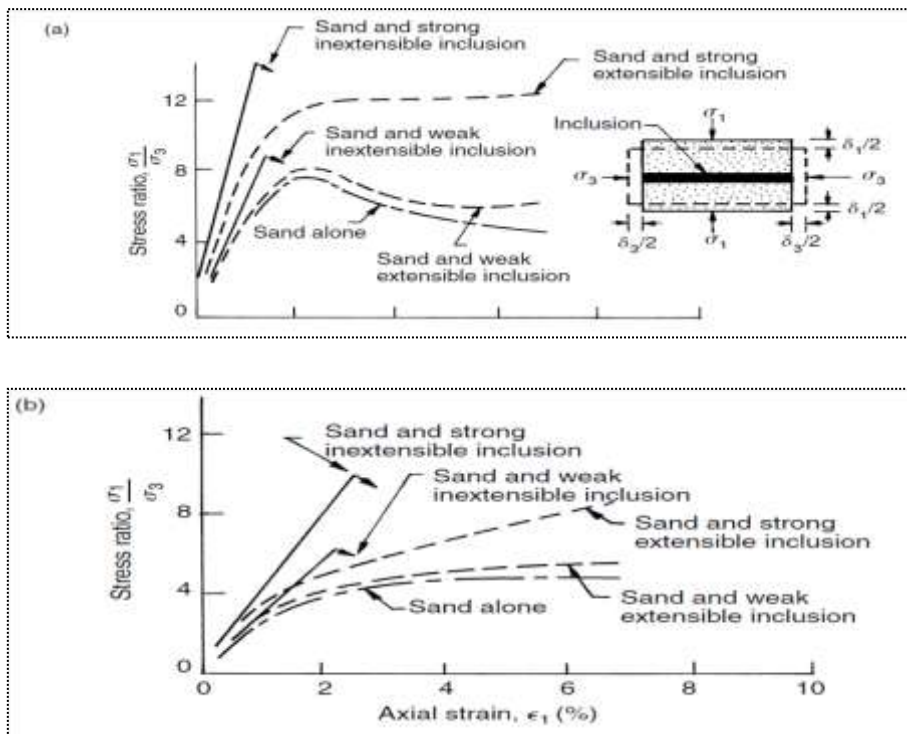 (a)
Sand and strong
inextensible inclusion
Sand and strong
extensible inclusion
12
Sand and weak
inextensible inclusion
Inclusion
σ1
δ1/2
Stress ratio, σ1/σ3
8
σ3
σ3
4
Sand alone
Sand and weak
extensible inclusion
δ1/2
δ3/2
σ1
δ3/2
0
(b)
12
Sand and strong
inextensible inclusion
Sand and weak
inextensible inclusion
Stress ratio, σ1/σ3
8
Sand and strong
extensible inclusion
4
Sand alone
Sand and weak
extensible inclusion
0
0 2 4 6 8 10
Axial strain, ϵ1 (%)